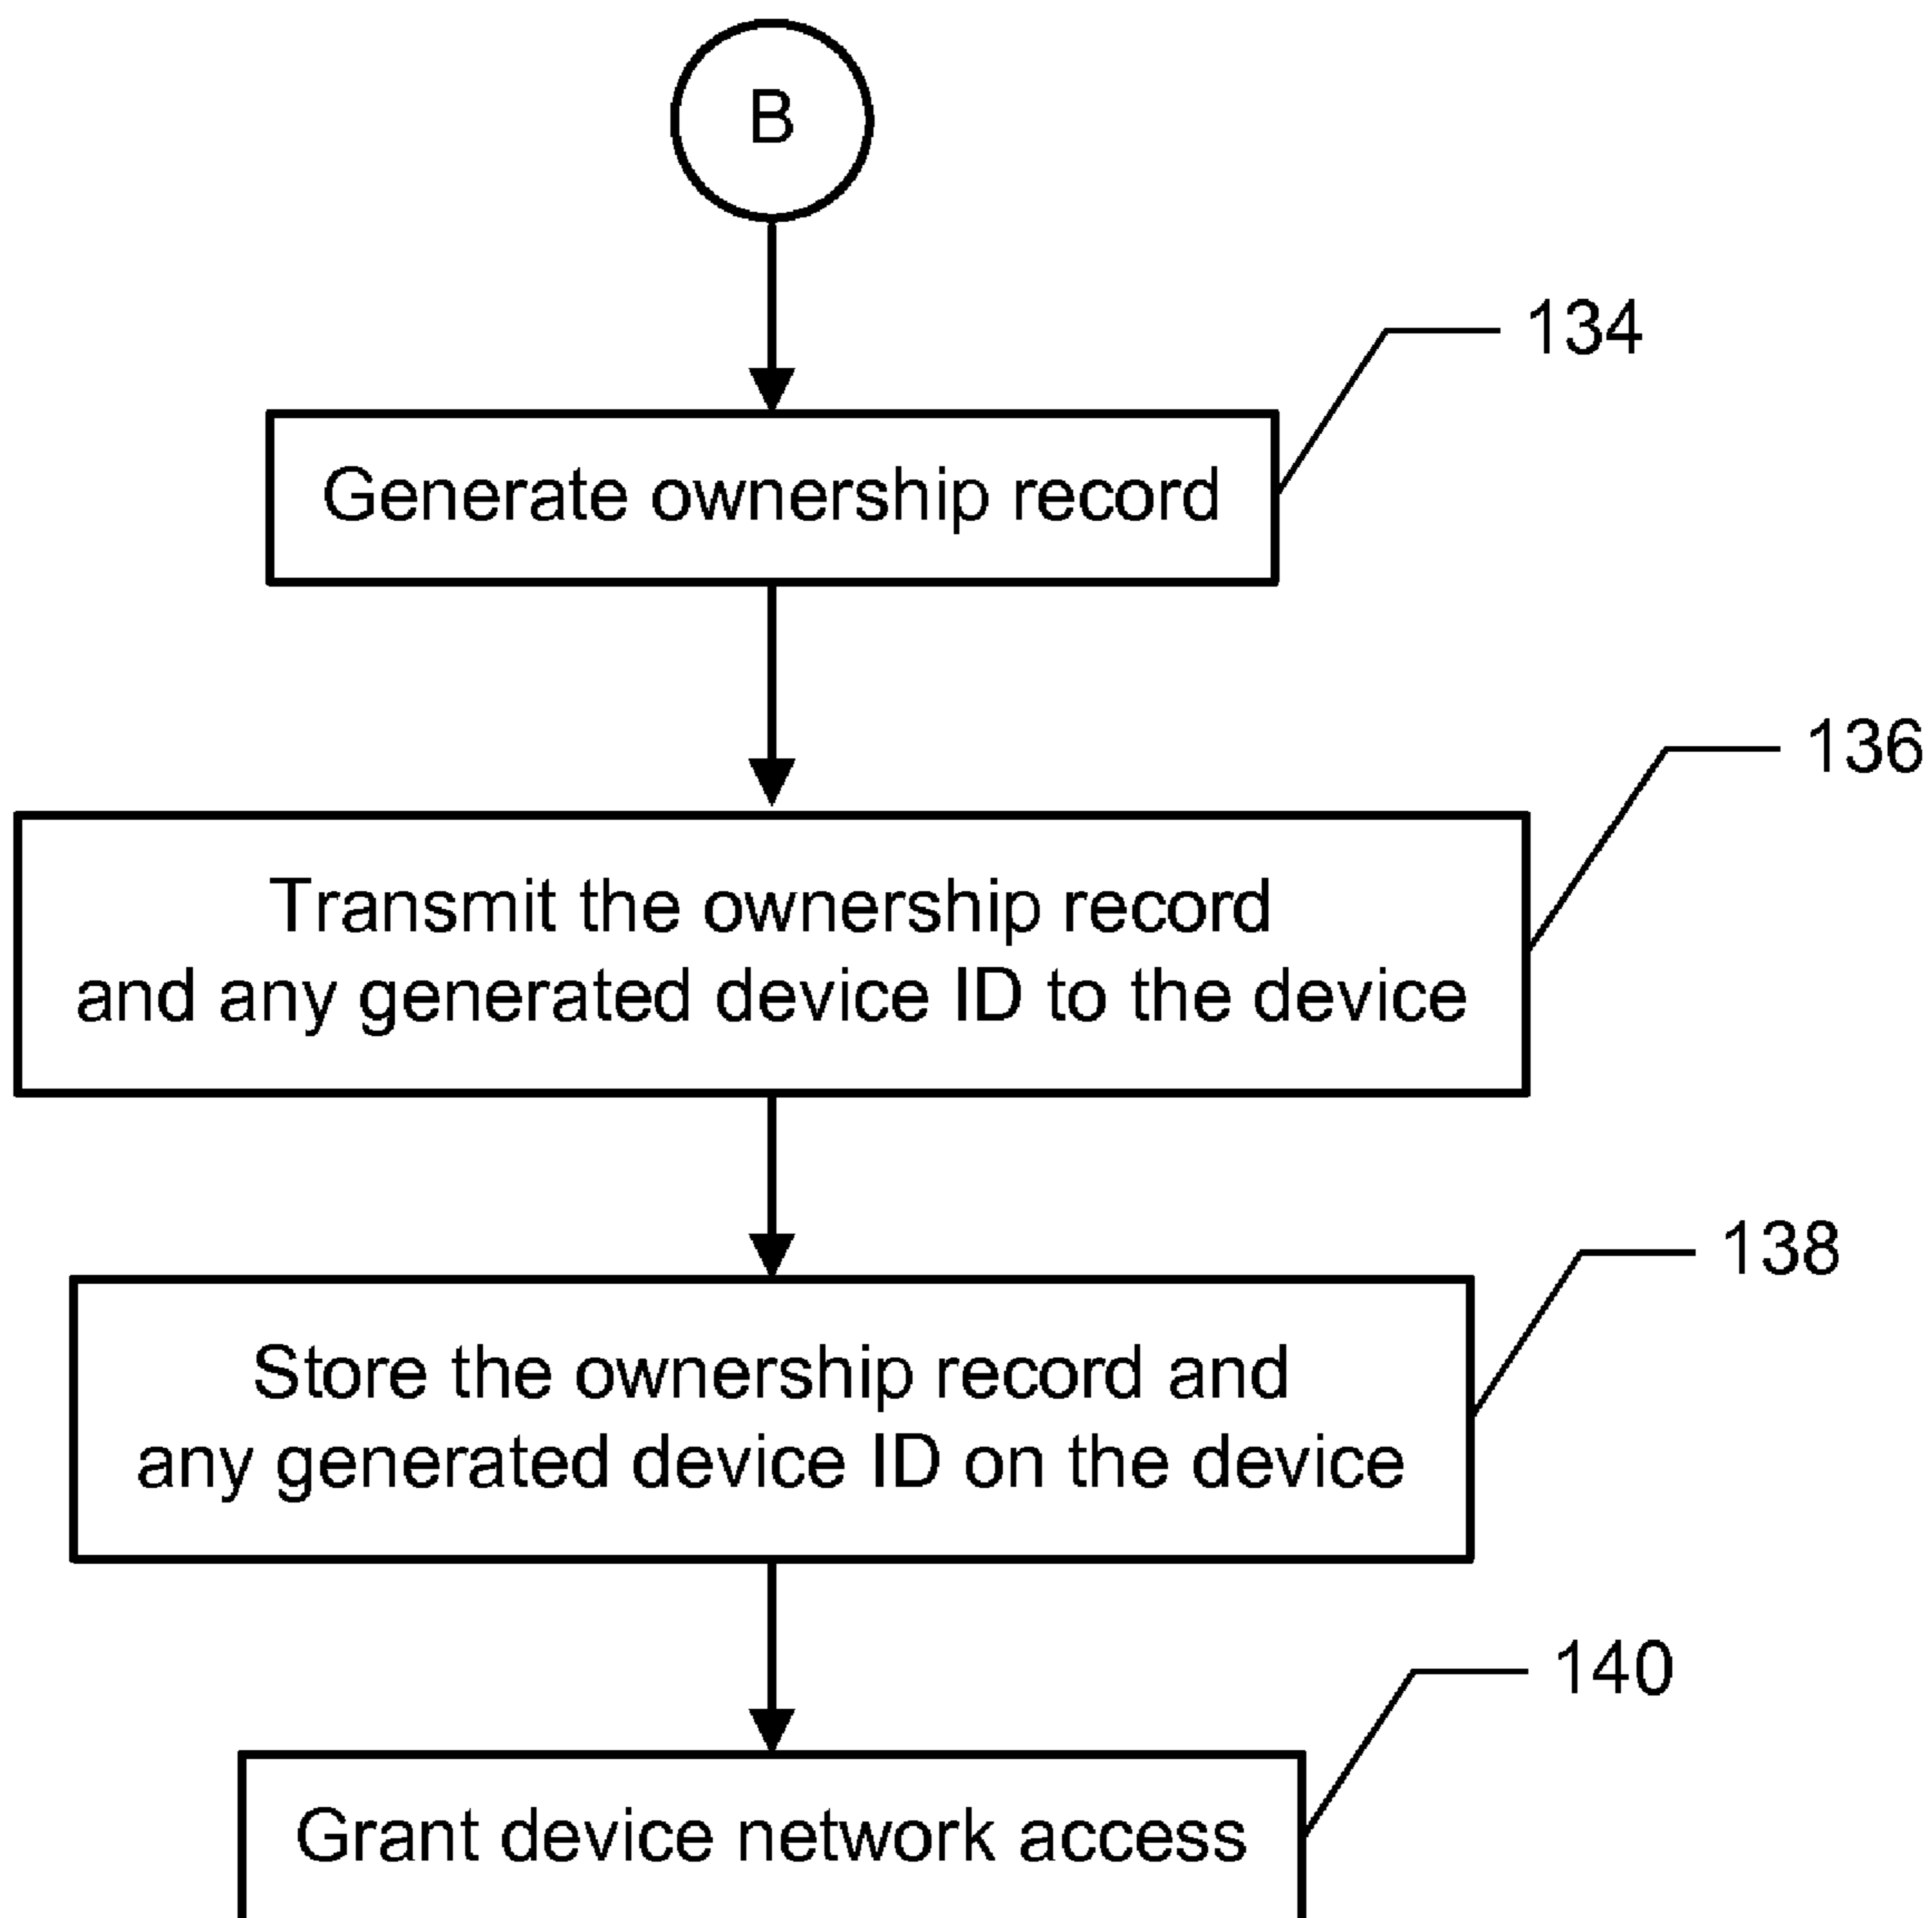 B
134
Generate ownership record
136
Transmit the ownership record
and any generated device ID to the device
138
Store the ownership record and
any generated device ID on the device
140
Grant device network access